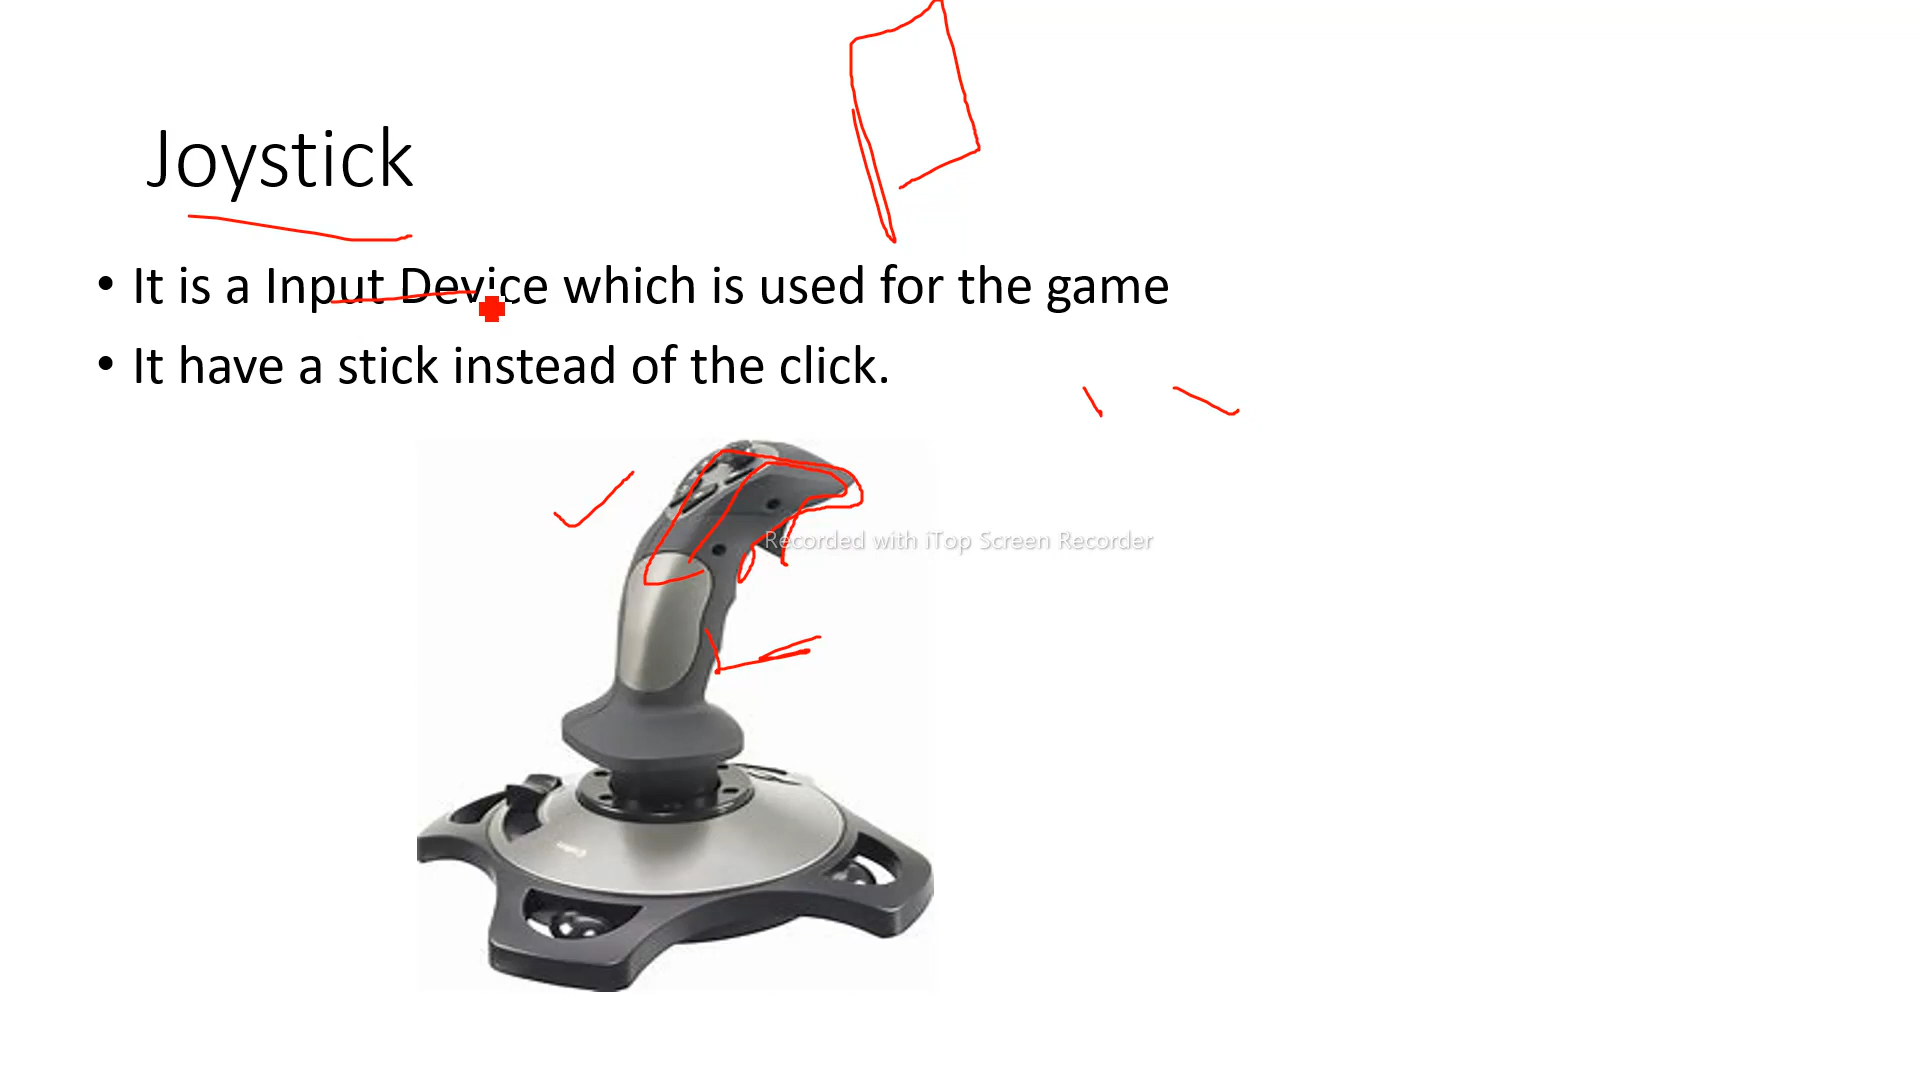 Joystick
• It is a Input Device which is used for the game
• It have a stick instead of the click.
Recorded with iTop Screen Recorder